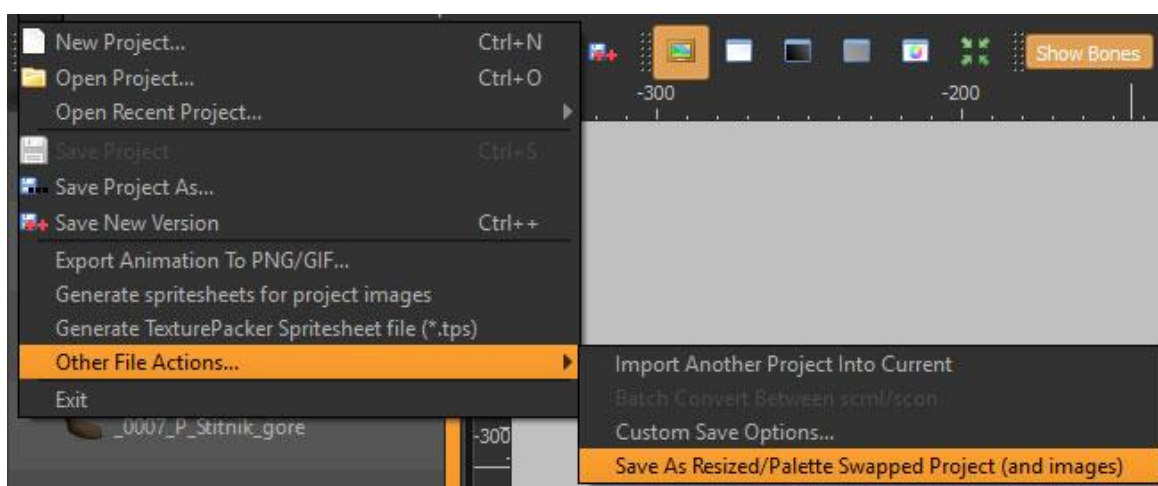 New Project... Ctrl+N
Open Project... Ctrl+O
Open Recent Project...
Save Project Ctrl+S
Save Project As...
Save New Version Ctrl++
Export Animation To PNG/GIF...
Generate spritesheets for project images
Generate TexturePacker Spritesheet file (*.tps)
Other File Actions...
Exit
Show Bones
-300 -200
Import Another Project Into Current
Batch Convert Between scml/scon
Custom Save Options...
Save As Resized/Palette Swapped Project (and images)
_0007_P_Stitnik_gore
-300